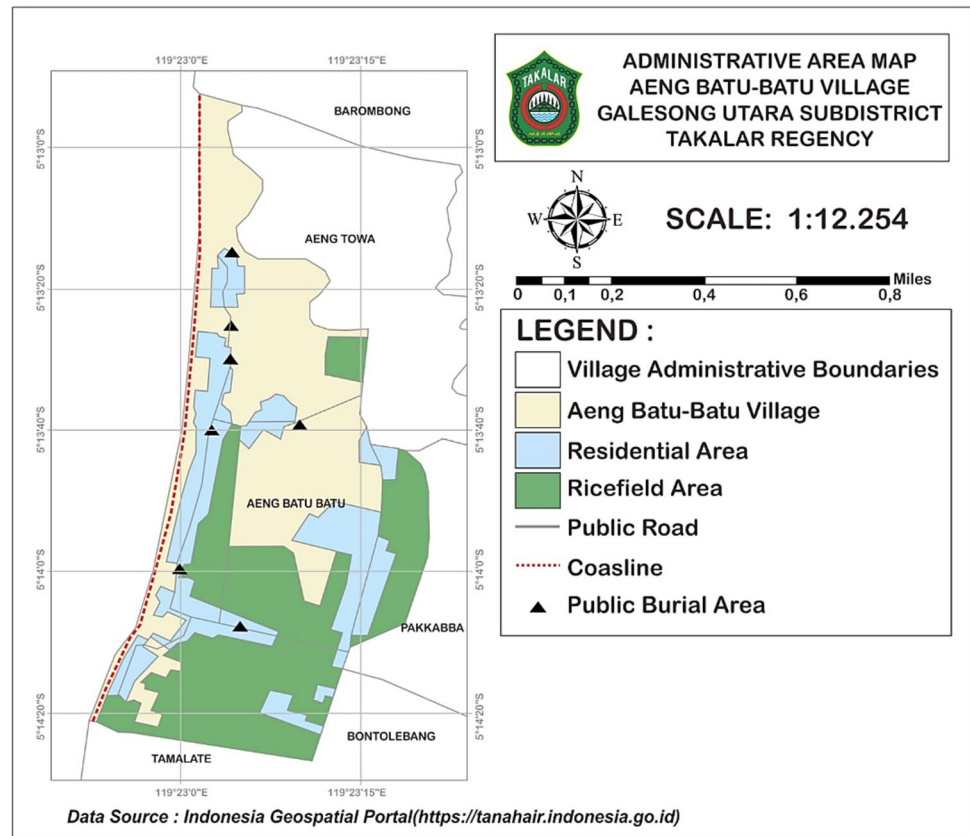 ADMINISTRATIVE AREA MAP
AENG BATU-BATU VILLAGE
GALESONG UTARA SUBDISTRICT
TAKALAR REGENCY
TAKALAR
N
W E
S
SCALE: 1:12.254
Miles
0 0,1 0,2 0,4 0,6 0,8
LEGEND :
Village Administrative Boundaries
Aeng Batu-Batu Village
Residential Area
Ricefield Area
Public Road
Coasline
Public Burial Area
119°23'0"E 119°23'15"E
BAROMBONG
5°13'0"S 5°13'0"S
AENG TOWA
5°13'20"S 5°13'20"S
5°13'40"S 5°13'40"S
AENG BATU BATU
5°14'0"S 5°14'0"S
PAKKABBA
5°14'20"S 5°14'20"S
BONTOLEBANG
TAMALATE
119°23'0"E 119°23'15"E
Data Source : Indonesia Geospatial Portal(https://tanahair.indonesia.go.id)